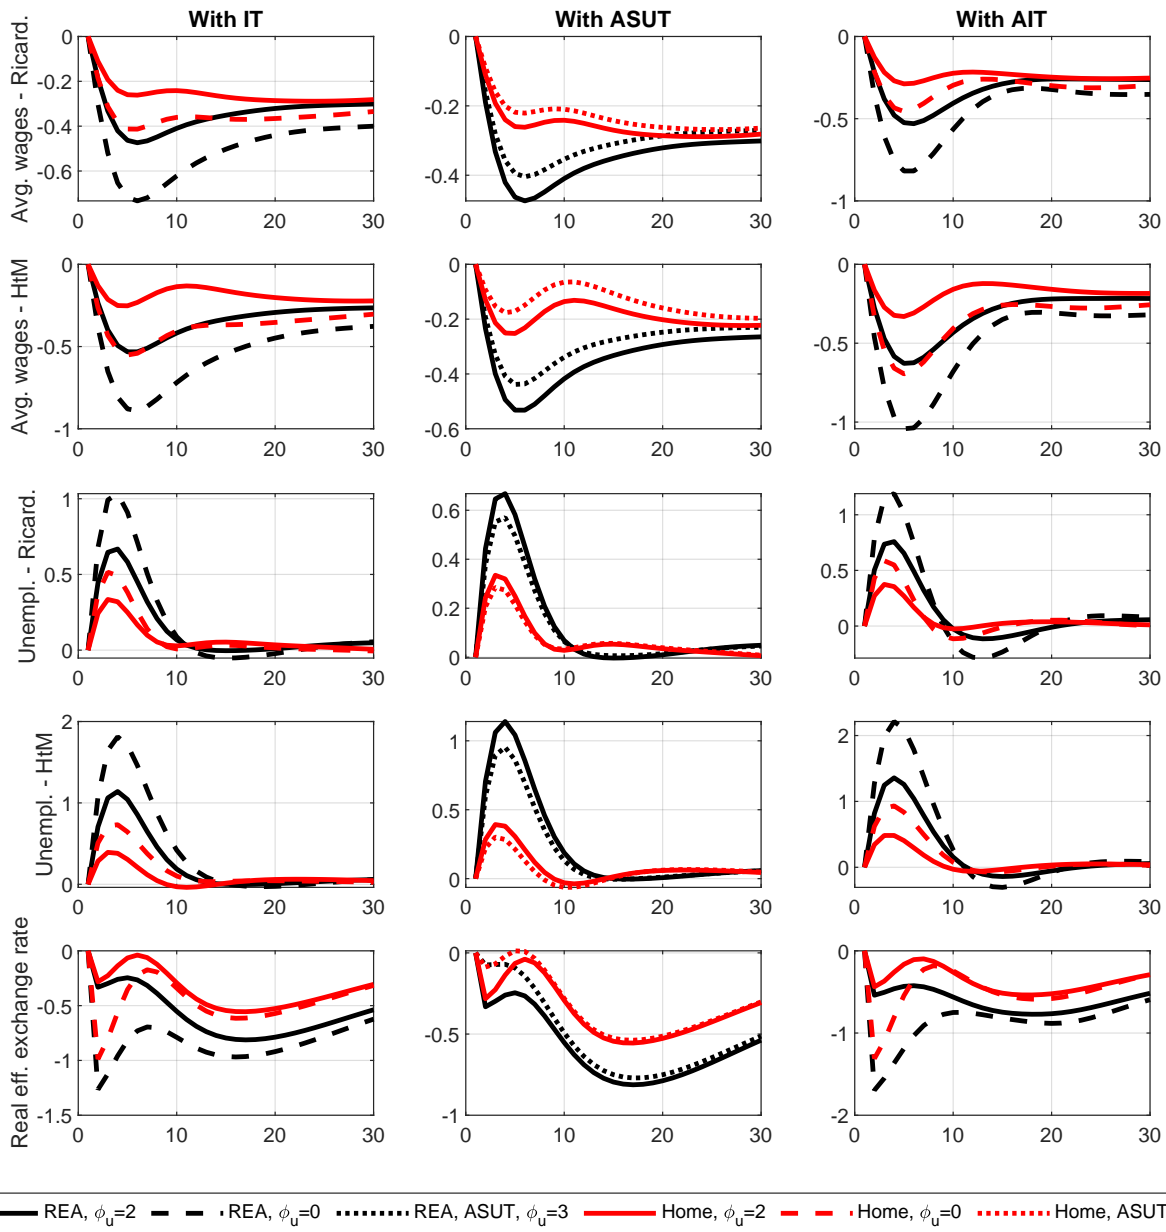 With IT
With ASUT
With AIT
Avg. wages - Ricard.
0
-0.2
-0.4
-0.6
0 10 20 30
0
-0.2
-0.4
0 10 20 30
0
-0.5
-1
0 10 20 30
Avg. wages - HtM
0
-0.5
-1
0 10 20 30
0
-0.2
-0.4
-0.6
0 10 20 30
0
-0.5
-1
0 10 20 30
Unempl. - Ricard.
1
0.5
0
0 10 20 30
0.6
0.4
0.2
0
0 10 20 30
1
0.5
0
0 10 20 30
Unempl. - HtM
2
1
0
0 10 20 30
1
0.5
0
0 10 20 30
2
1
0
0 10 20 30
Real eff. exchange rate
0
-0.5
-1
-1.5
0 10 20 30
0
-0.5
-1
0 10 20 30
0
-1
-2
0 10 20 30
REA, ϕu=2 REA, ϕu=0 REA, ASUT, ϕu=3 Home, ϕu=2 Home, ϕu=0 Home, ASUT